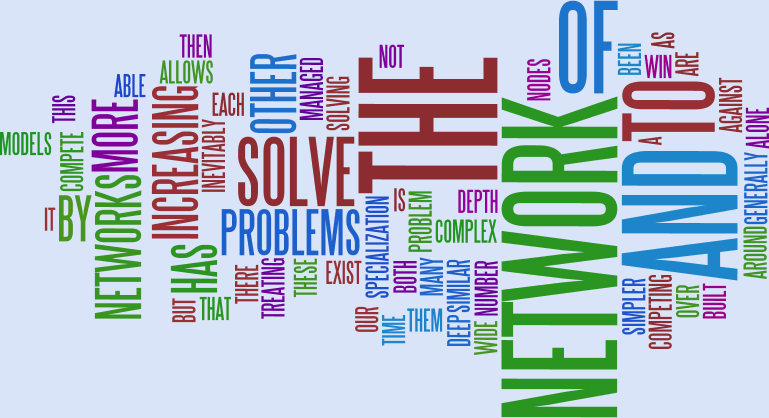 THEN
NOT
OF
AS
ABLE
ALLOWS
OTHER
MANAGED
THE
NODES
BEEN
WIN
ARE
THIS
MORE
INCREASING
EACH
SOLVING
NETWORK
TO
AGAINST
MODELS
COMPETE
INEVITABLY
SOLVE
A
ALONE
IT
BY
NETWORKS
HAS
PROBLEMS
SPECIALIZATION
IS
PROBLEM
DEPTH
COMPLEX
AND
GENERALLY
AROUND
BUT
THAT
THERE
TREATING
THESE
EXIST
BOTH
MANY
SIMILAR
NUMBER
SIMPLER
COMPETING
OVER
BUILT
OUR
TIME
THEM
DEEP
WIDE